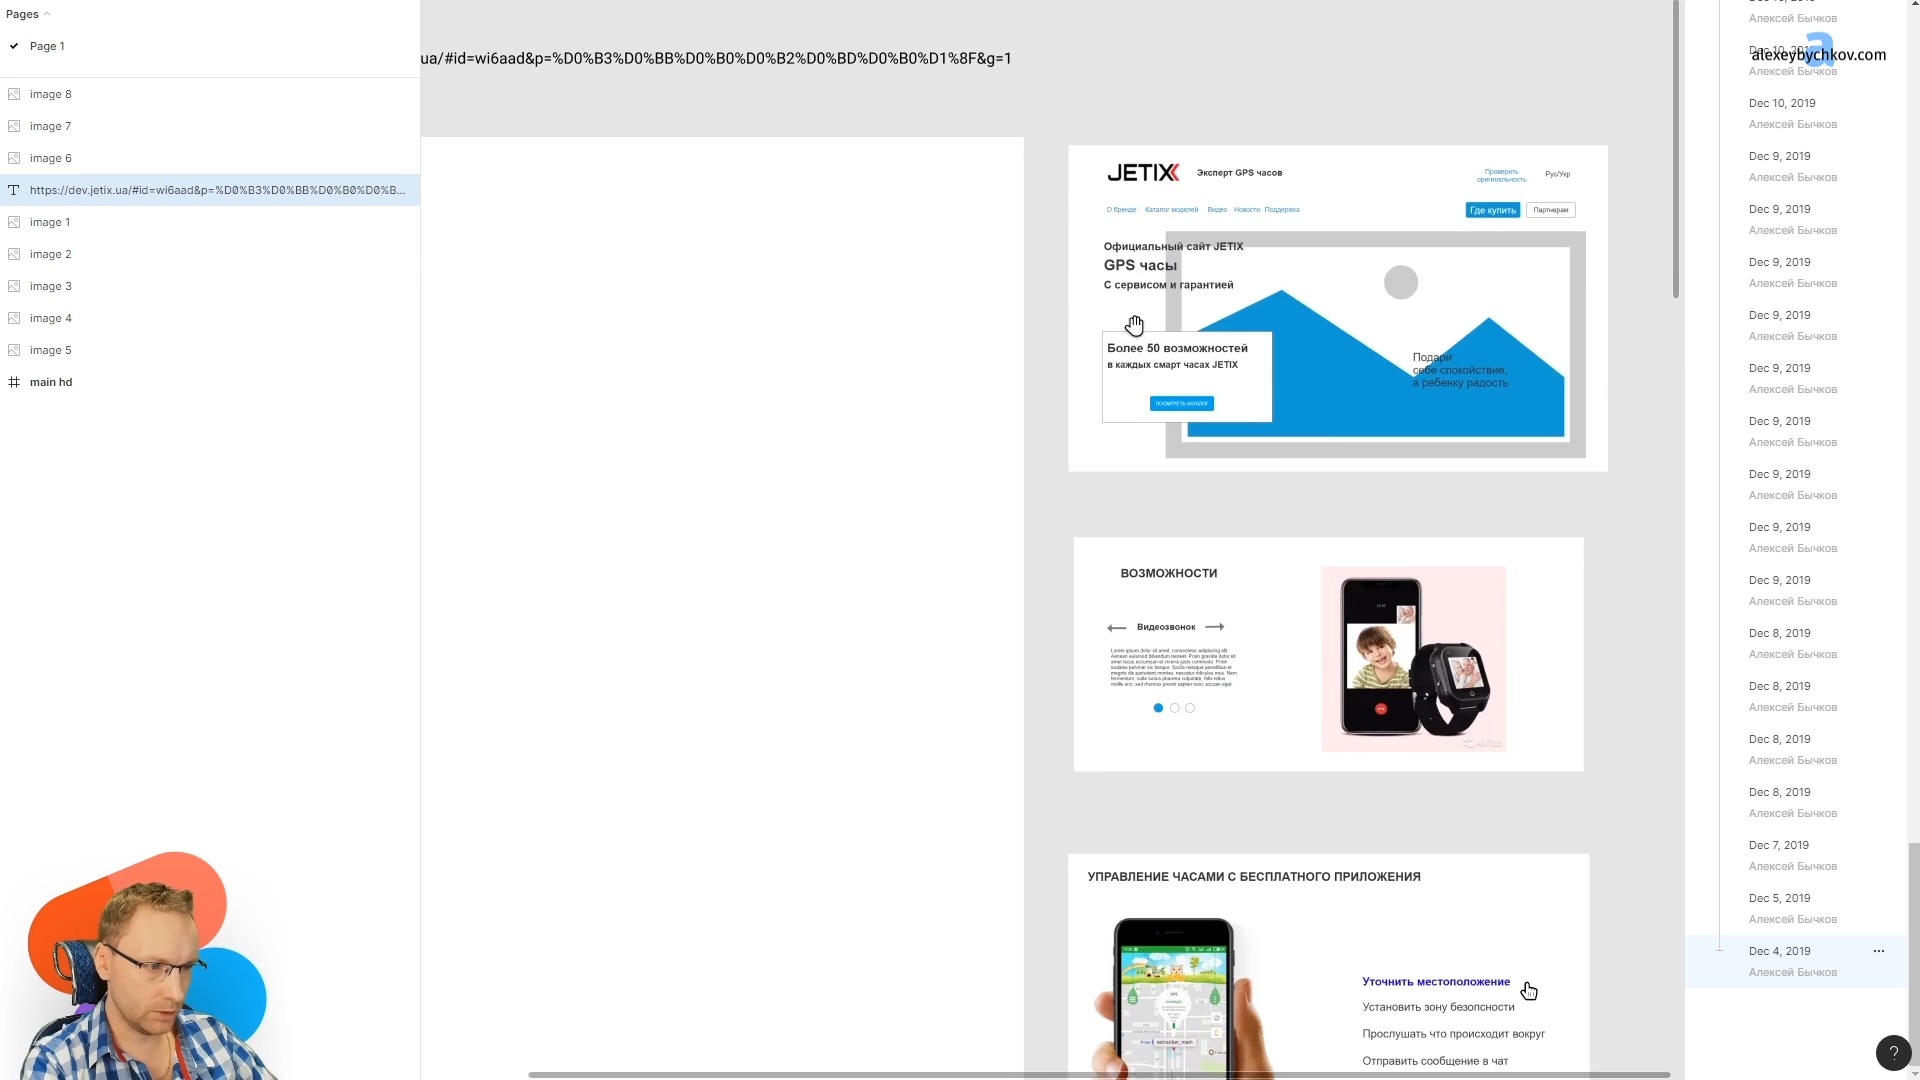 Pages
Page 1
image 8
image 7
image 6
https://dev.jetix.ua/#id=wi6aad&p=%D0%B3%D0%BB%D0%B0%D0%B...
image 1
image 2
image 3
image 4
image 5
main hd
ua/#id=wi6aad&p=%D0%B3%D0%BB%D0%B0%D0%B2%D0%BD%D0%B0%D1%8F&g=1
JETIX
Эксперт GPS часов
Проверить
оригинальность
Рус/Укр
О бренде Каталог моделей Видео Новости Поддержка
Где купить
Партнерам
Официальный сайт JETIX
GPS часы
С сервисом и гарантией
Более 50 возможностей
в каждых смарт часах JETIX
ПОСМОТРЕТЬ КАТАЛОГ
Подари
себе спокойствие,
а ребенку радость
ВОЗМОЖНОСТИ
Видеозвонок
УПРАВЛЕНИЕ ЧАСАМИ С БЕСПЛАТНОГО ПРИЛОЖЕНИЯ
setracker_main
Уточнить местоположение
Установить зону безопсности
Прослушать что происходит вокруг
Отправить сообщение в чат
Алексей Бычков
alexeybychkov.com
Алексей Бычков
Dec 10, 2019
Алексей Бычков
Dec 9, 2019
Алексей Бычков
Dec 9, 2019
Алексей Бычков
Dec 9, 2019
Алексей Бычков
Dec 9, 2019
Алексей Бычков
Dec 9, 2019
Алексей Бычков
Dec 9, 2019
Алексей Бычков
Dec 9, 2019
Алексей Бычков
Dec 9, 2019
Алексей Бычков
Dec 9, 2019
Алексей Бычков
Dec 8, 2019
Алексей Бычков
Dec 8, 2019
Алексей Бычков
Dec 8, 2019
Алексей Бычков
Dec 8, 2019
Алексей Бычков
Dec 7, 2019
Алексей Бычков
Dec 5, 2019
Алексей Бычков
Dec 4, 2019
...
Алексей Бычков
?